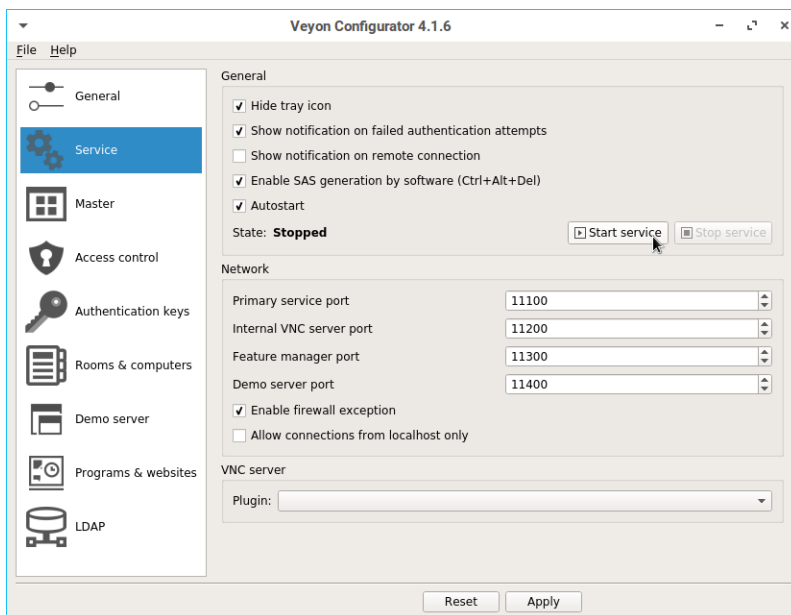 Veyon Configurator 4.1.6
File Help
General
Service
Master
Access control
Authentication keys
Rooms & computers
Demo server
Programs & websites
LDAP
General
Hide tray icon
Show notification on failed authentication attempts
Show notification on remote connection
Enable SAS generation by software (Ctrl+Alt+Del)
Autostart
State: Stopped Start service Stop service
Network
Primary service port 11100
Internal VNC server port 11200
Feature manager port 11300
Demo server port 11400
Enable firewall exception
Allow connections from localhost only
VNC server
Plugin:
Reset Apply